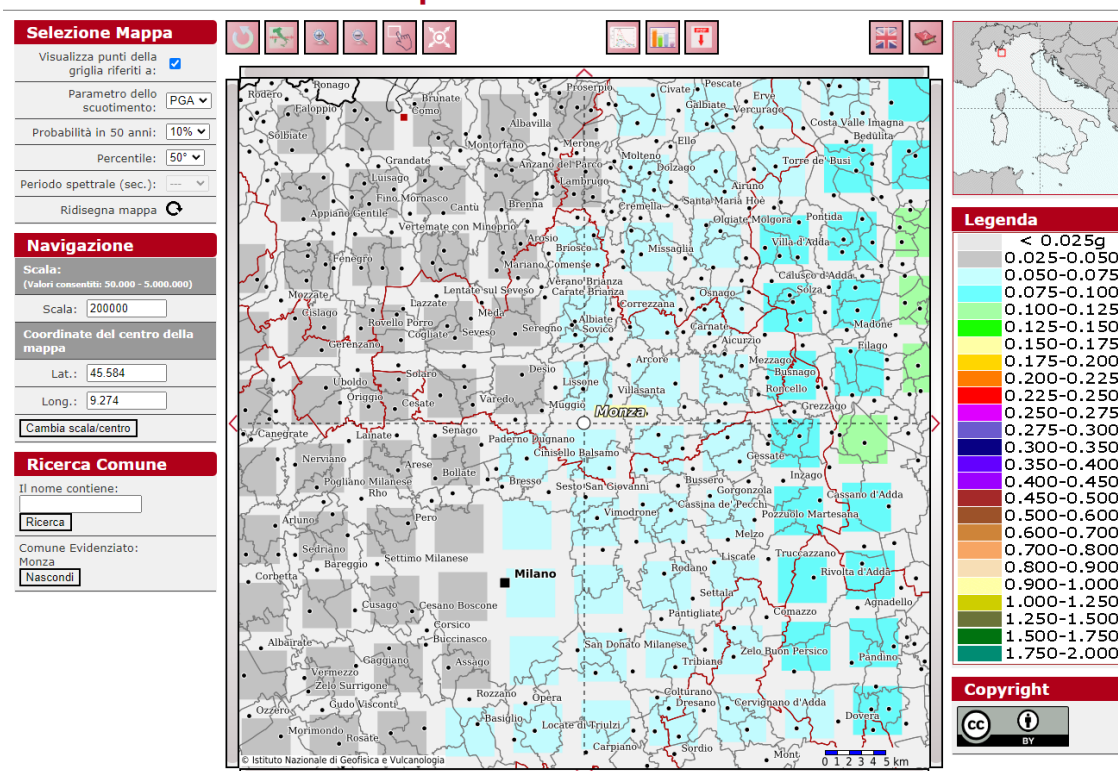 Selezione Mappa
Visualizza punti della
griglia riferiti a:
Parametro dello
scuotimento: PGA
Probabilità in 50 anni: 10%
Percentile: 50°
Periodo spettrale (sec.): ---
Ridisegna mappa
Navigazione
Scala:
(Valori consentiti: 50.000 - 5.000.000)
Scala: 200000
Coordinate del centro della
mappa
Lat.: 45.584
Long.: 9.274
Cambia scala/centro
Ricerca Comune
Il nome contiene:
Ricerca
Comune Evidenziato:
Monza
Nascondi
Rodero
Ronago
Faloppio
Solbiate
Brunate
Como
Albavilla
Montorfano
Proserpio
Merone
Civate
Pescate
Galbiate
Erve
Vercurago
Costa Valle Imagna
Bedulita
Ello
Molteno
Dolzago
Torre de' Busi
Grandate
Luisago
Anzano del Parco
Lambrugo
Airuno
Fino Mornasco
Cantù
Brenna
Cremella
Santa Maria Hoè
Appiano Gentile
Vertemate con Minoprio
Olgiate Molgora
Pontida
Arosio
Briosco
Missaglia
Villa d'Adda
Fenegrò
Mariano Comense
Verano Brianza
Carate Brianza
Calusco d'Adda
Solza
Mozzate
Lentate sul Seveso
Lazzate
Meda
Osnago
Correzzana
Cislago
Rovello Porro
Cogliate
Seveso
Seregno
Albiate
Sovico
Carnate
Madone
Gerenzano
Aicurzio
Filago
Solaro
Desio
Arcore
Mezzago
Busnago
Uboldo
Origgio
Cesate
Varedo
Lissone
Villasanta
Roncello
Muggiò
Monza
Grezzago
Canegrate
Lainate
Senago
Paderno Dugnano
Cinisello Balsamo
Gessate
Nerviano
Arese
Bollate
Bresso
Sesto San Giovanni
Bussero
Inzago
Pogliano Milanese
Rho
Gorgonzola
Cassano d'Adda
Cassina de' Pecchi
Vimodrone
Pozzuolo Martesana
Arluno
Pero
Melzo
Sedriano
Bareggio
Settimo Milanese
Liscate
Truccazzano
Corbetta
Milano
Rodano
Rivolta d'Adda
Settala
Cusago
Cesano Boscone
Pantigliate
Comazzo
Agnadello
Corsico
Buccinasco
Albairate
San Donato Milanese
Zelo Buon Persico
Gaggiano
Assago
Tribiano
Pandino
Vermezzo
Zelo Surrigone
Rozzano
Opera
Colturano
Dresano
Cervignano d'Adda
Ozzero
Gudo Visconti
Basiglio
Locate di Triulzi
Dovera
Morimondo
Rosate
Carpiano
Sordio
Mont
© Istituto Nazionale di Geofisica e Vulcanologia
0 1 2 3 4 5 km
Legenda
< 0.025g
0.025-0.050
0.050-0.075
0.075-0.100
0.100-0.125
0.125-0.150
0.150-0.175
0.175-0.200
0.200-0.225
0.225-0.250
0.250-0.275
0.275-0.300
0.300-0.350
0.350-0.400
0.400-0.450
0.450-0.500
0.500-0.600
0.600-0.700
0.700-0.800
0.800-0.900
0.900-1.000
1.000-1.250
1.250-1.500
1.500-1.750
1.750-2.000
Copyright
cc
BY